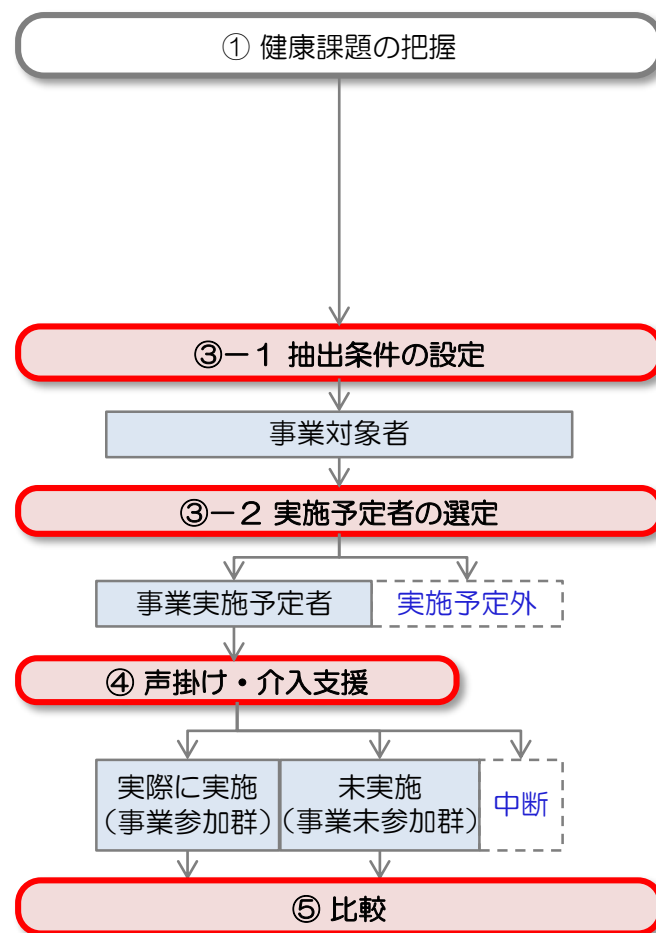 ① 健康課題の把握
③－1 抽出条件の設定
事業対象者
③－2 実施予定者の選定
事業実施予定者
実施予定外
④ 声掛け・介入支援
実際に実施
（事業参加群）
未実施
（事業未参加群）
中断
⑤ 比較